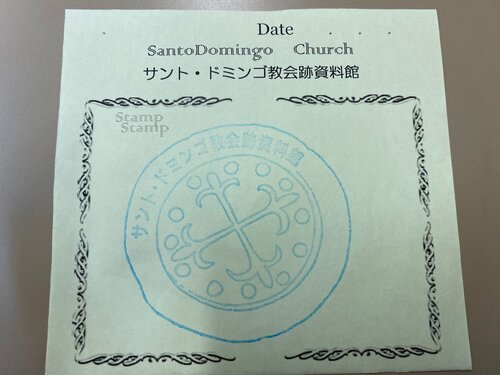 Date . . .
SantoDomingo Church
サント・ドミンゴ教会跡資料館
Stamp
Stamp
サント・ドミンゴ教会跡資料館